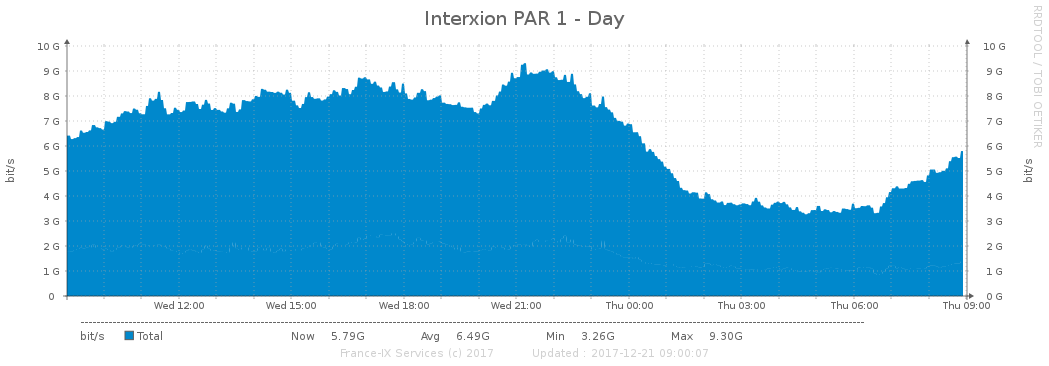 Interxion PAR 1 - Day
RRDTOOL / TOBI OETIKER
10 G 10 G
9 G 9 G
8 G 8 G
7 G 7 G
6 G 6 G
5 G 5 G
4 G 4 G
3 G 3 G
2 G 2 G
1 G 1 G
0 0 G
bit/s bit/s
Wed 12:00 Wed 15:00 Wed 18:00 Wed 21:00 Thu 00:00 Thu 03:00 Thu 06:00 Thu 09:00
bit/s Total Now 5.79G Avg 6.49G Min 3.26G Max 9.30G
France-IX Services (c) 2017 Updated : 2017-12-21 09:00:07